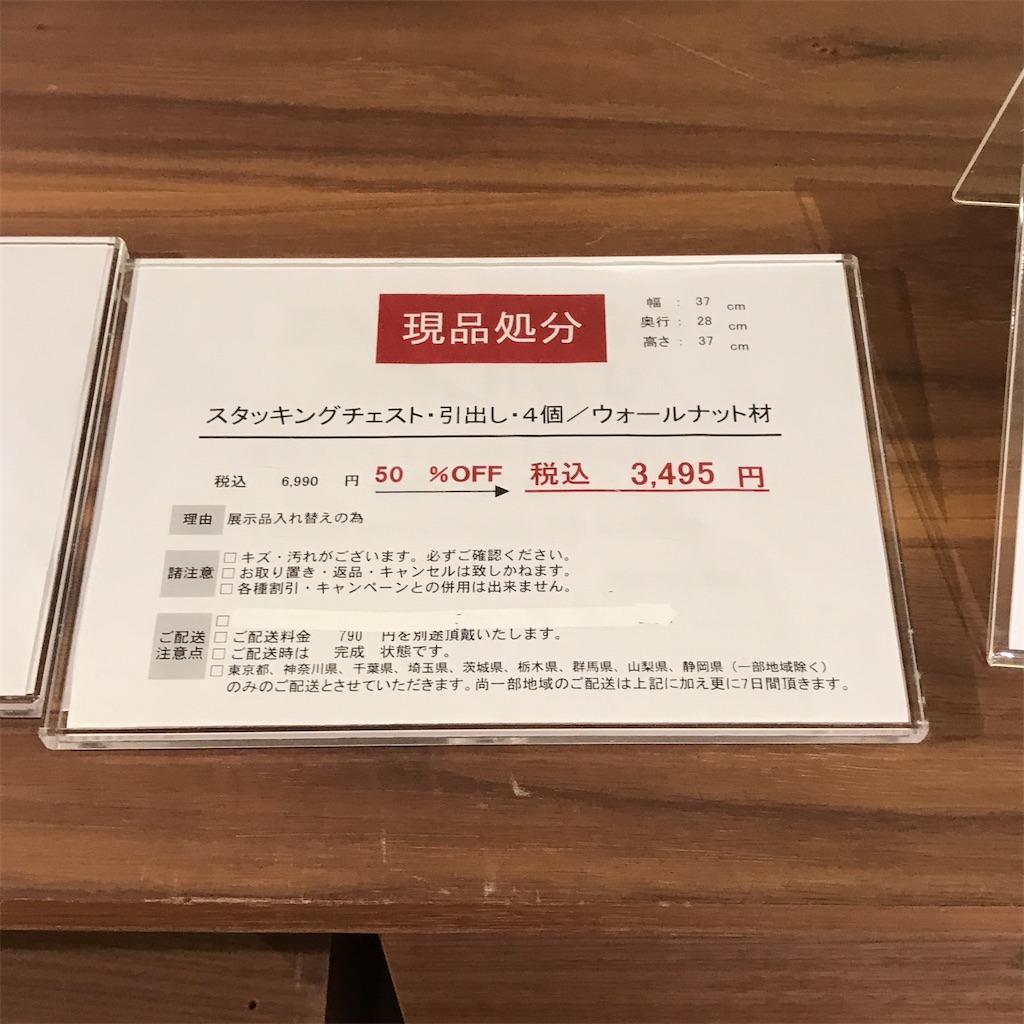 現品処分
幅 : 37 cm
奥行 : 28 cm
高さ : 37 cm
スタッキングチェスト・引出し・4個／ウォールナット材
税込 6,990 円 50 %OFF 税込 3,495 円
理由 展示品入れ替えの為
諸注意
□ キズ・汚れがございます。必ずご確認ください。
□ お取り置き・返品・キャンセルは致しかねます。
□ 各種割引・キャンペーンとの併用は出来ません。
ご配送
注意点
□
□ ご配送料金 790 円を別途頂戴いたします。
□ ご配送時は 完成 状態です。
□ 東京都、神奈川県、千葉県、埼玉県、茨城県、栃木県、群馬県、山梨県、静岡県（一部地域除く）
のみのご配送とさせていただきます。尚一部地域のご配送は上記に加え更に7日間頂きます。